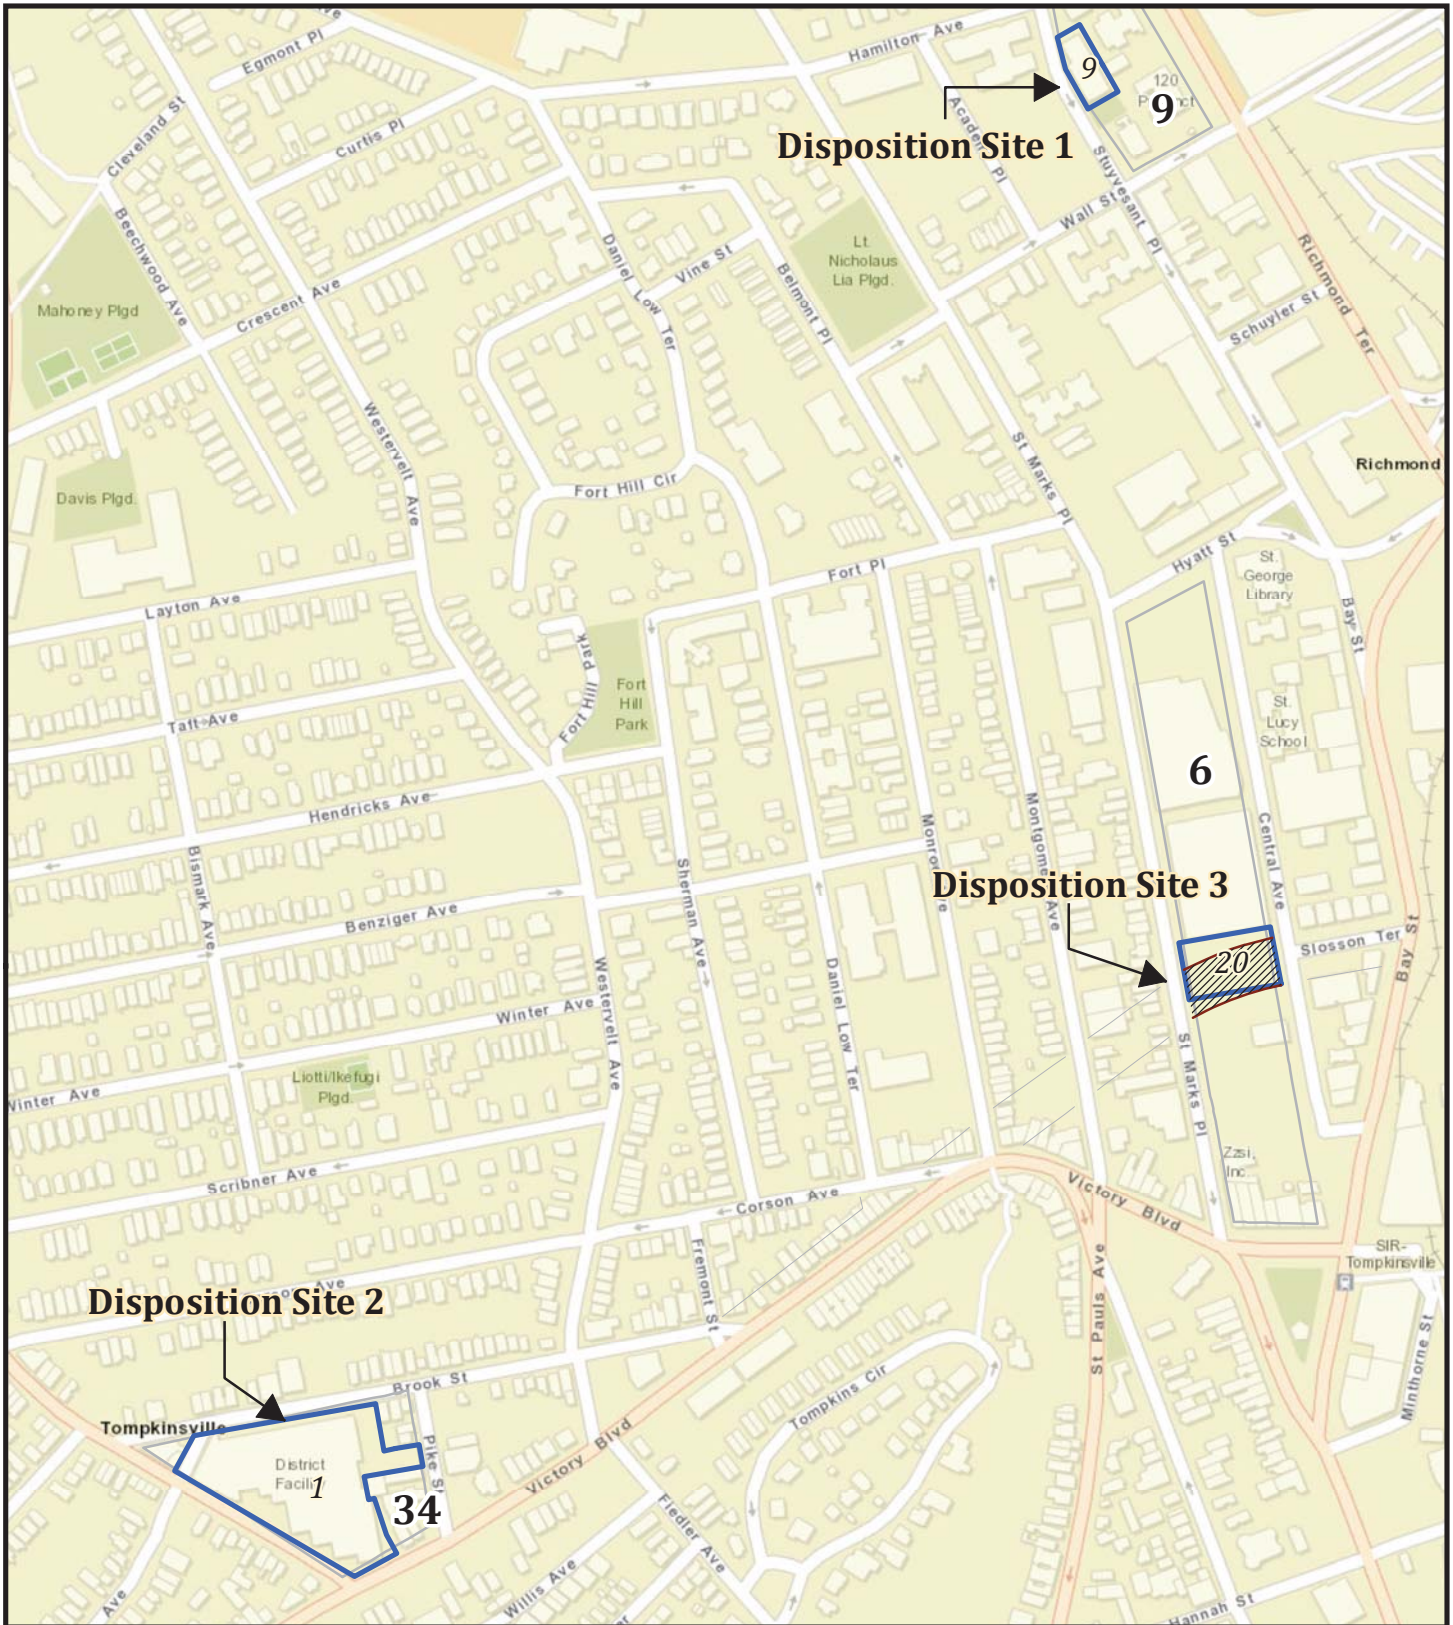 Egmont Pl
Hamilton Ave
Cleveland St
Curtis Pl
Academy Pl
9
120
9
Disposition Site 1
Stuyvesant Pl
Wall St
Beechwood Ave
Mahoney Plgd
Crescent Ave
Daniel Low Ter
Vine St
Belmont Pl
Lt.
Nicholaus
Lia Plgd.
Richmond Ter
Schuyler St
Westervelt Ave
St Marks Pl
Richmond
Davis Plgd.
Fort Hill Cir
Fort Pl
Hyatt St
St.
George
Library
Bay St
Layton Ave
Fort Hill Park
Fort
Hill
Park
Taft Ave
St.
Lucy
School
6
Hendricks Ave
Bismark Ave
Sherman Ave
Central Ave
Disposition Site 3
Benziger Ave
Slosson Ter
Bay St
20
Westervelt Ave
Daniel Low Ter
Winter Ave
Winter Ave
Liotti/Ikefugi
Plgd.
St Marks Pl
Zzsi,
Inc
Scribner Ave
Corson Ave
Victory Blvd
Fremont St
St Pauls Ave
SIR-
Tompkinsville
Ave
Disposition Site 2
Minthorne St
Brook St
Tompkins Cir
Tompkinsville
District
1
34
Pike St
Victory Blvd
Fiedler Ave
Willis Ave
Ave
Hannah St